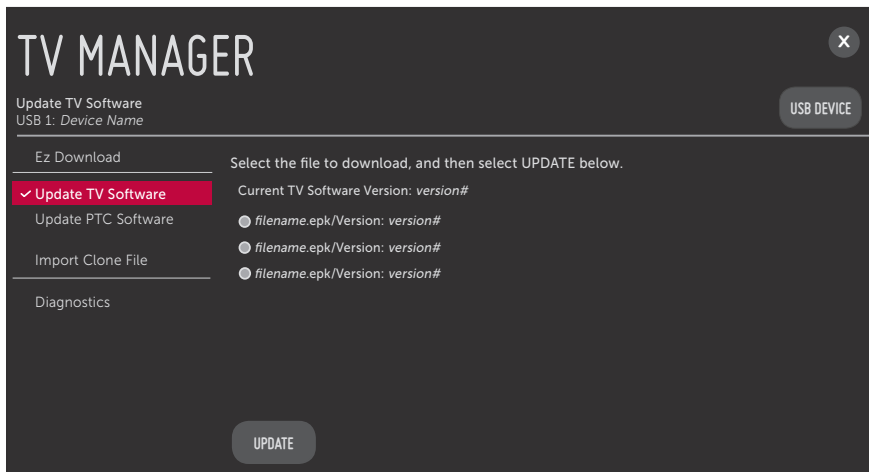 TV MANAGER
X
Update TV Software
USB 1: Device Name
USB DEVICE
Ez Download
Update TV Software
Update PTC Software
Import Clone File
Diagnostics
Select the file to download, and then select UPDATE below.
Current TV Software Version: version#
filename.epk/Version: version#
filename.epk/Version: version#
filename.epk/Version: version#
UPDATE